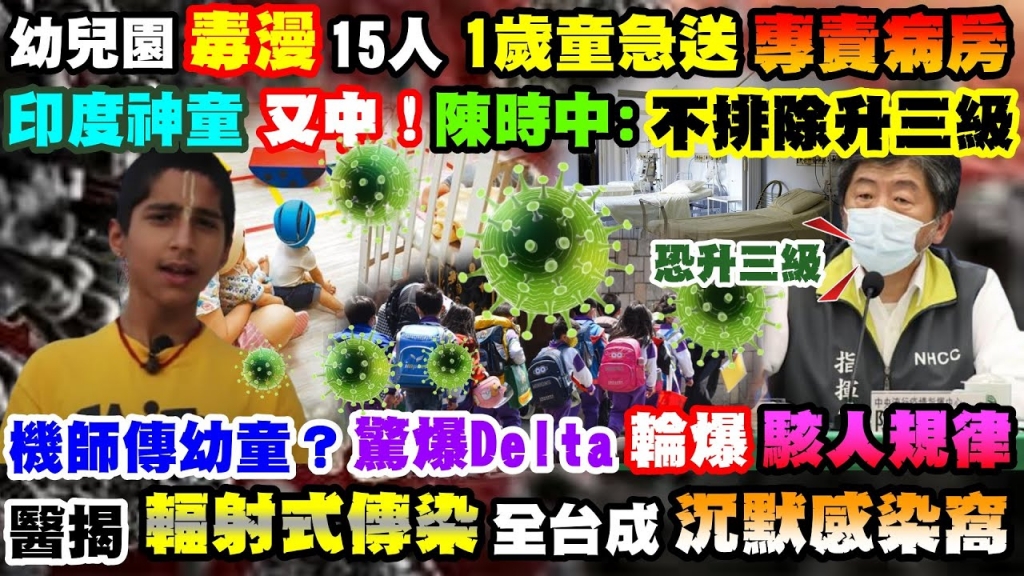 幼兒園 毒漫 15人 1歲童急送 專責病房
印度神童 又中！陳時中：不排除升三級
恐升三級
指揮
NHCC
機師傳幼童？驚爆Delta 輪爆 駭人規律
醫揭 輻射式傳染 全台成 沉默感染窩